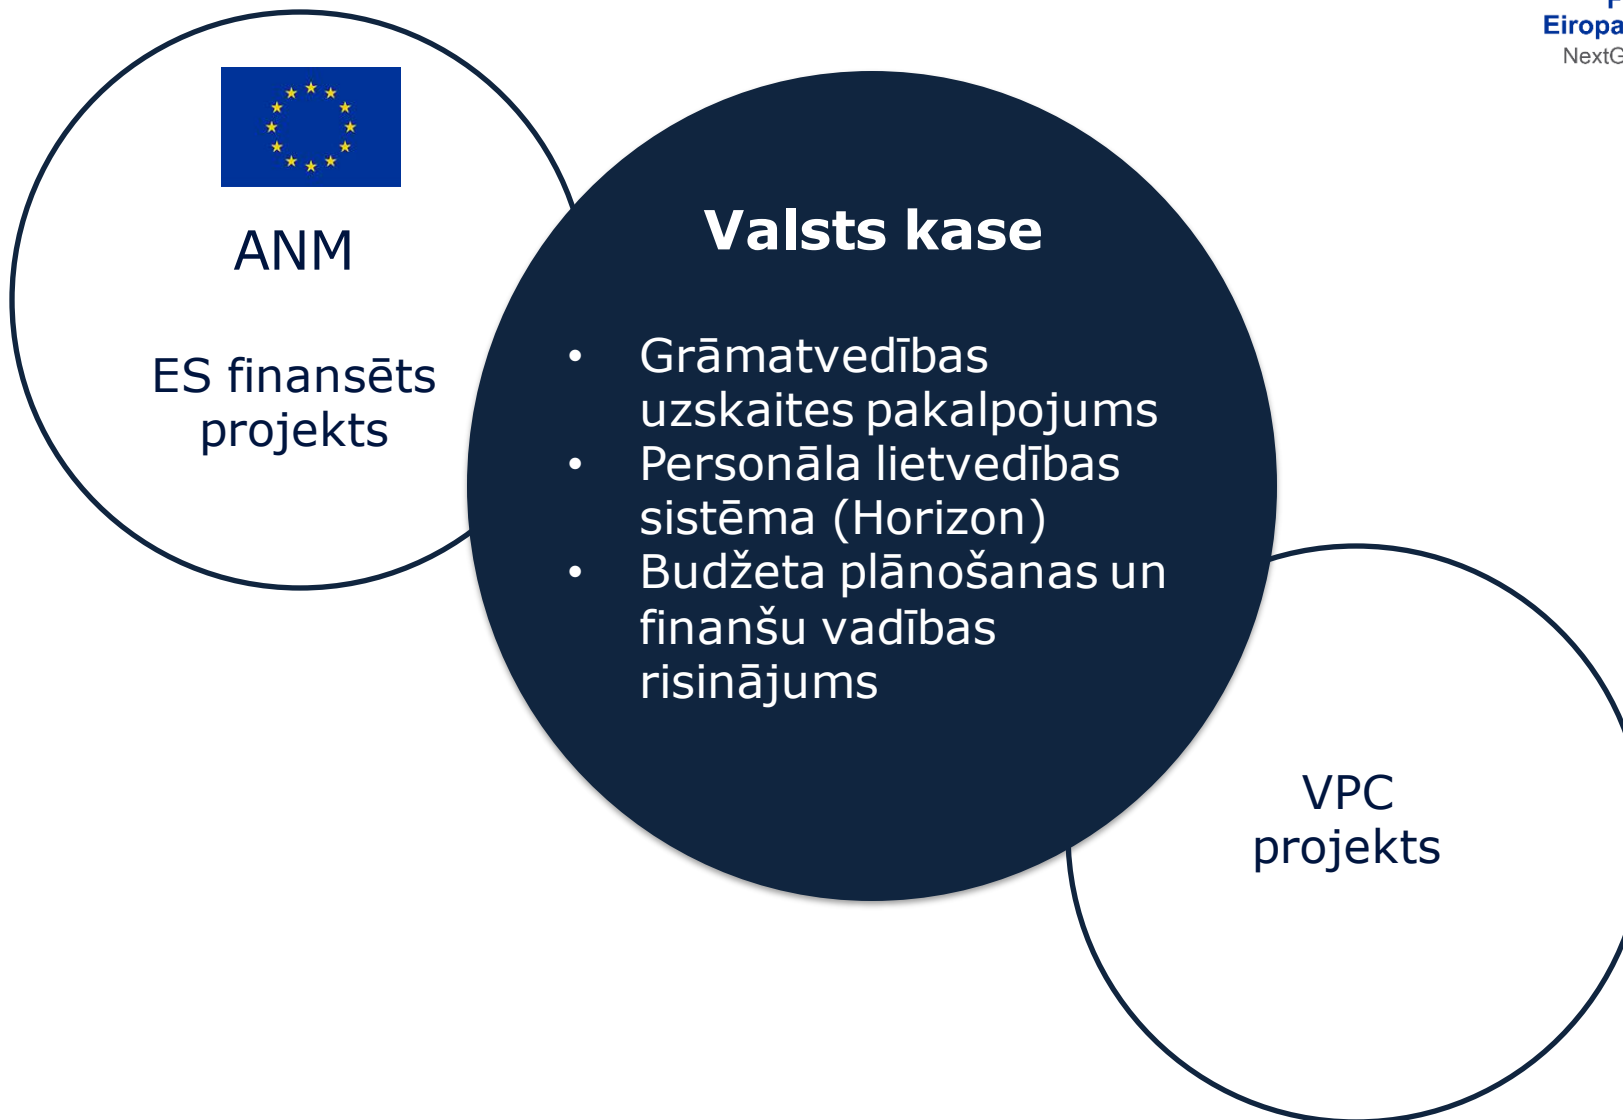 Eiropa
NextG
ANM
ES finansēts
projekts
Valsts kase
• Grāmatvedības
uzskaites pakalpojums
• Personāla lietvedības
sistēma (Horizon)
• Budžeta plānošanas un
finanšu vadības
risinājums
VPC
projekts